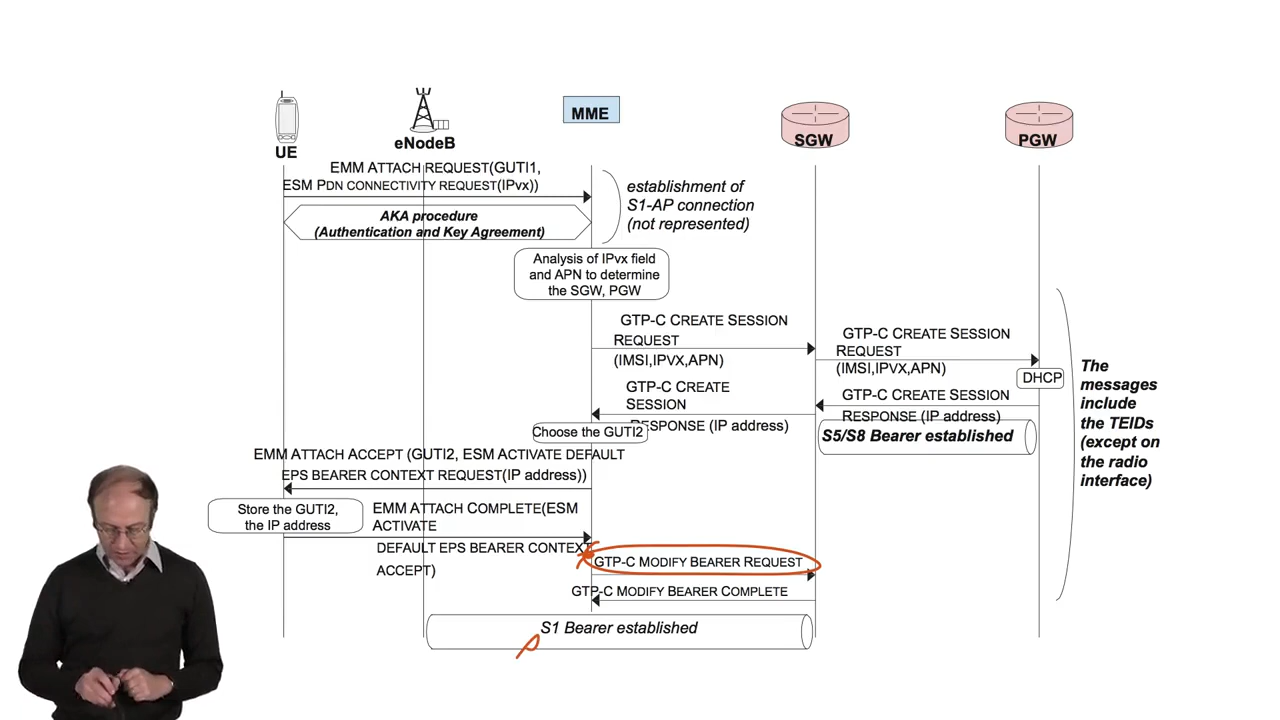 MME
eNodeB
SGW
PGW
UE
EMM ATTACH REQUEST(GUTI1,
ESM PDN CONNECTIVITY REQUEST(IPvx))
establishment of
S1-AP connection
(not represented)
AKA procedure
(Authentication and Key Agreement)
Analysis of IPvx field
and APN to determine
the SGW, PGW
GTP-C CREATE SESSION
REQUEST
(IMSI,IPVX,APN)
GTP-C CREATE SESSION
REQUEST
(IMSI,IPVX,APN)
DHCP
GTP-C CREATE
SESSION
RESPONSE (IP address)
GTP-C CREATE SESSION
RESPONSE (IP address)
The
messages
include
the TEIDs
(except on
the radio
interface)
Choose the GUTI2
S5/S8 Bearer established
EMM ATTACH ACCEPT (GUTI2, ESM ACTIVATE DEFAULT
EPS BEARER CONTEXT REQUEST(IP address))
Store the GUTI2,
the IP address
EMM ATTACH COMPLETE(ESM
ACTIVATE
DEFAULT EPS BEARER CONTEXT
ACCEPT)
GTP-C MODIFY BEARER REQUEST
GTP-C MODIFY BEARER COMPLETE
S1 Bearer established